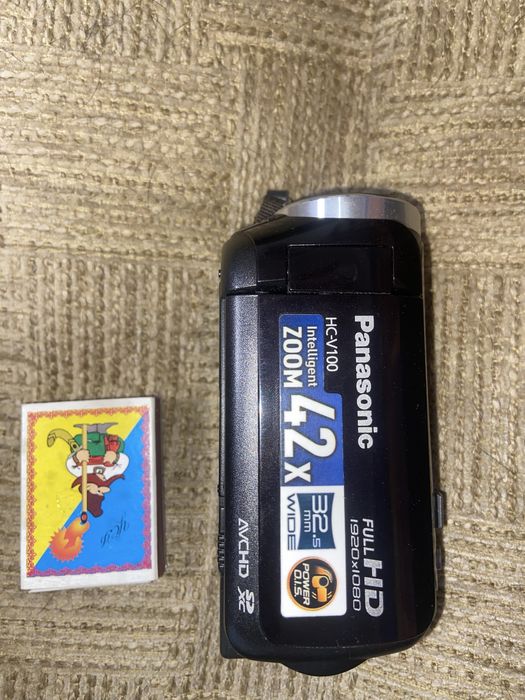 Panasonic
HC-V100
Intelligent
ZOOM
42x
32.5
mm
WIDE
POWER
O.I.S.
FULL HD
1920x1080
AVCHD
SD
XC